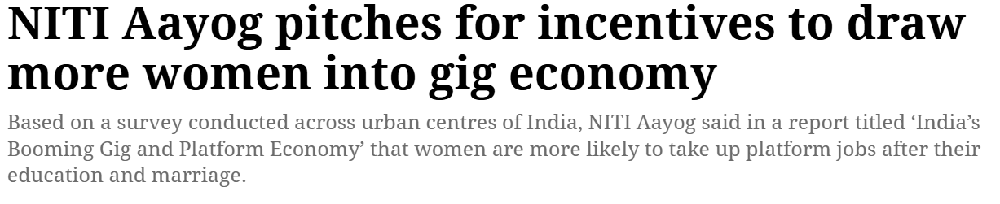 NITI Aayog pitches for incentives to draw
more women into gig economy
Based on a survey conducted across urban centres of India, NITI Aayog said in a report titled ‘India’s
Booming Gig and Platform Economy’ that women are more likely to take up platform jobs after their
education and marriage.